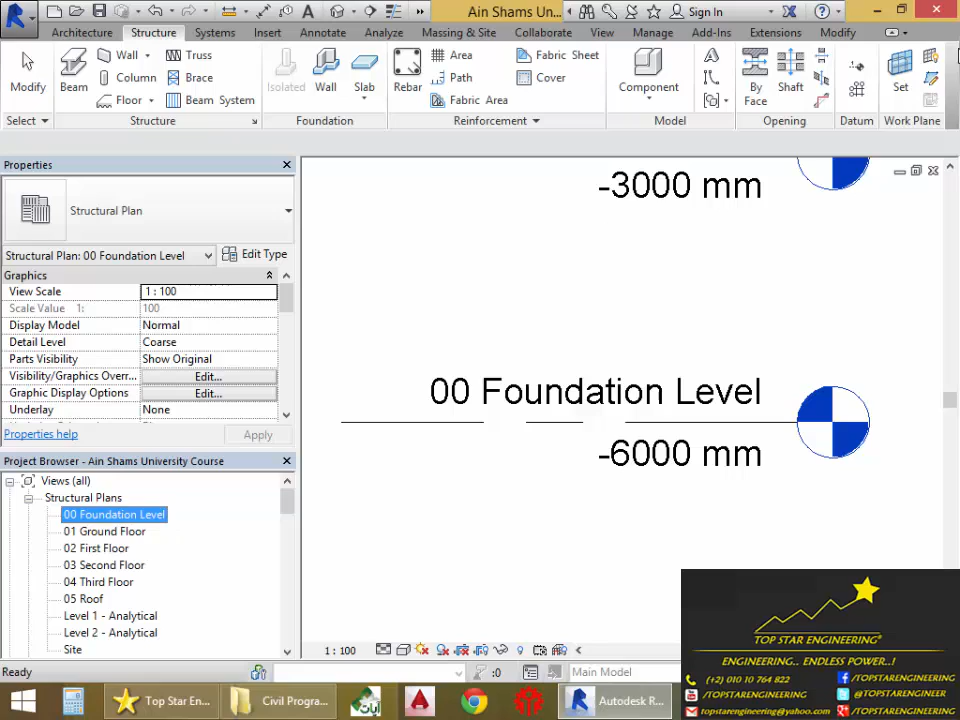 Ain Shams Un...
Sign In
Architecture Structure Systems Insert Annotate Analyze Massing & Site Collaborate View Manage Add-Ins Extensions Modify
Modify
Beam
Wall
Column
Floor
Truss
Brace
Beam System
Isolated
Wall
Slab
Rebar
Area
Path
Fabric Area
Fabric Sheet
Cover
Component
By Face
Shaft
Set
Select
Structure
Foundation
Reinforcement
Model
Opening
Datum
Work Plane
Properties
Structural Plan
Structural Plan: 00 Foundation Level
Edit Type
Graphics
View Scale 1 : 100
Scale Value 1: 100
Display Model Normal
Detail Level Coarse
Parts Visibility Show Original
Visibility/Graphics Overr... Edit...
Graphic Display Options Edit...
Underlay None
Properties help
Apply
Project Browser - Ain Shams University Course
Views (all)
Structural Plans
00 Foundation Level
01 Ground Floor
02 First Floor
03 Second Floor
04 Third Floor
05 Roof
Level 1 - Analytical
Level 2 - Analytical
Site
-3000 mm
00 Foundation Level
-6000 mm
1 : 100
Ready
:0
Main Model
Top Star En...
Civil Progra...
Autodesk R...
TOP STAR ENGINEERING®
ENGINEERING.. ENDLESS POWER..!
(+2) 010 10 764 822
/TOPSTARENGINEERING
/TOPSTARENGINEERING
@TOPSTARENGINEER
topstarengineering@yahoo.com
/TOPSTARENGINEERING